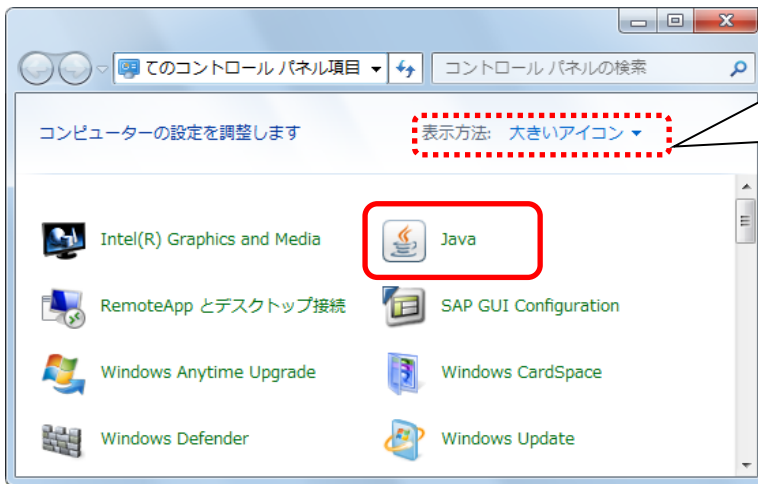 てのコントロール パネル項目
コントロール パネルの検索
コンピューターの設定を調整します
表示方法: 大きいアイコン
Intel(R) Graphics and Media
Java
RemoteApp とデスクトップ接続
SAP GUI Configuration
Windows Anytime Upgrade
Windows CardSpace
Windows Defender
Windows Update